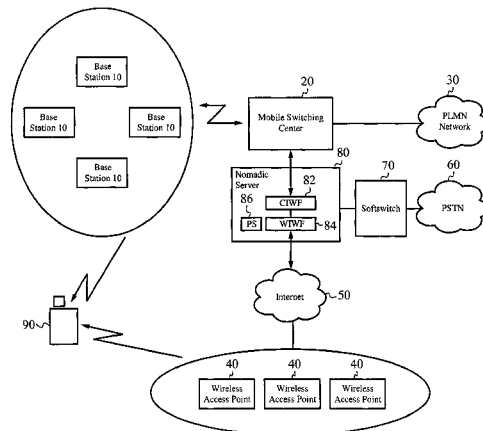 Base
Station 10
Base
Station 10
Base
Station 10
Base
Station 10
20
Mobile Switching
Center
30
PLMN
Network
80
Nomadic
Server
82
CIWF
86
PS
WIWF
84
70
Softswitch
60
PSTN
Internet
50
90
40
40
40
Wireless
Access Point
Wireless
Access Point
Wireless
Access Point